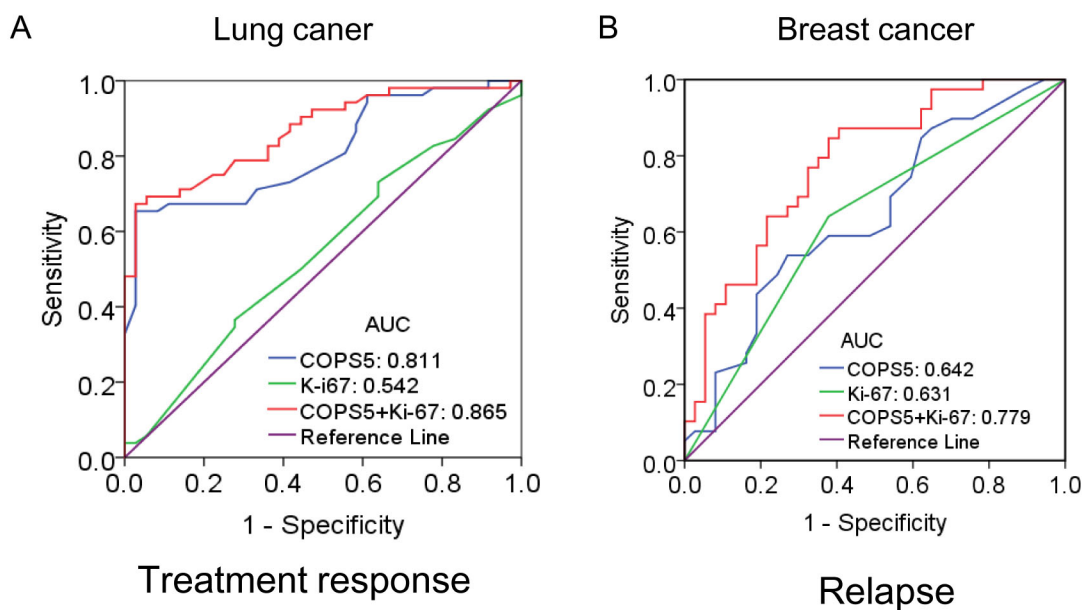 A
Lung caner
1.0
0.8
0.6
0.4
0.2
0.0
Sensitivity
AUC
COPS5: 0.811
K-i67: 0.542
COPS5+Ki-67: 0.865
Reference Line
0.0 0.2 0.4 0.6 0.8 1.0
1 - Specificity
Treatment response
B
Breast cancer
1.0
0.8
0.6
0.4
0.2
0.0
Sensitivity
AUC
COPS5: 0.642
Ki-67: 0.631
COPS5+Ki-67: 0.779
Reference Line
0.0 0.2 0.4 0.6 0.8 1.0
1 - Specificity
Relapse